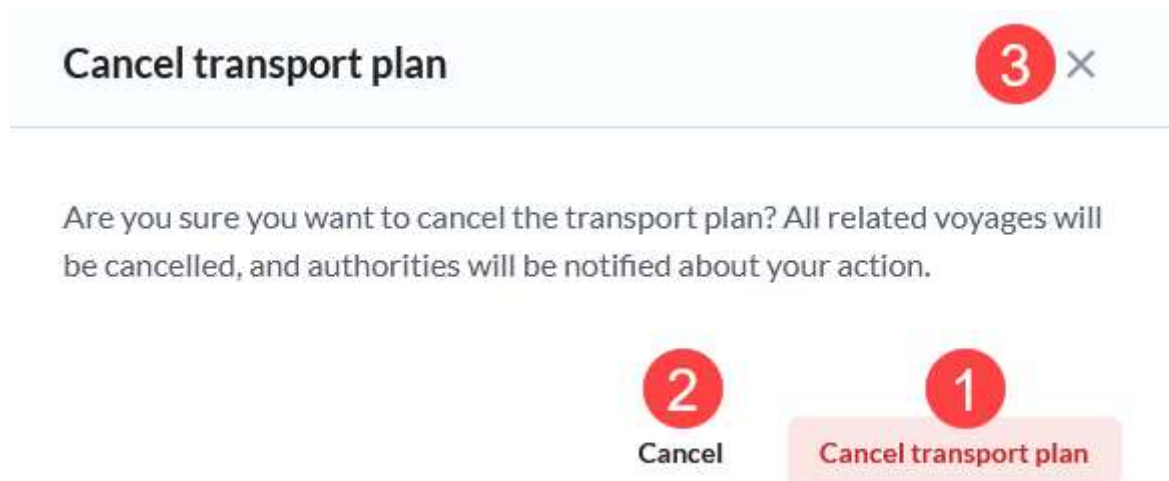 Cancel transport plan
3 ×
Are you sure you want to cancel the transport plan? All related voyages will
be cancelled, and authorities will be notified about your action.
2 1
Cancel Cancel transport plan